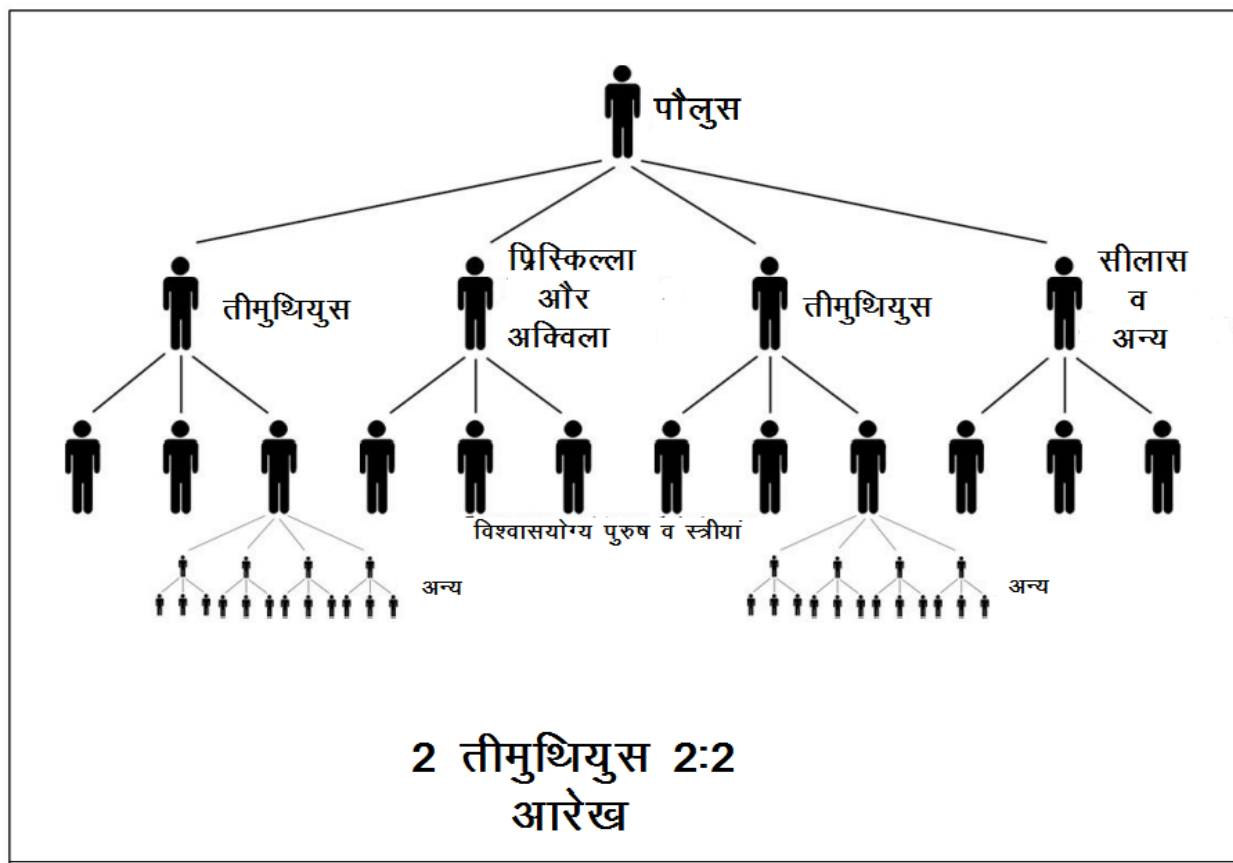 पौलुस
तीमुथियुस
प्रिस्किल्ला
और
अक्विला
तीमुथियुस
सीलास
व
अन्य
विश्वासयोग्य पुरुष व स्त्रीयां
अन्य
अन्य
2 तीमुथियुस 2:2
आरेख